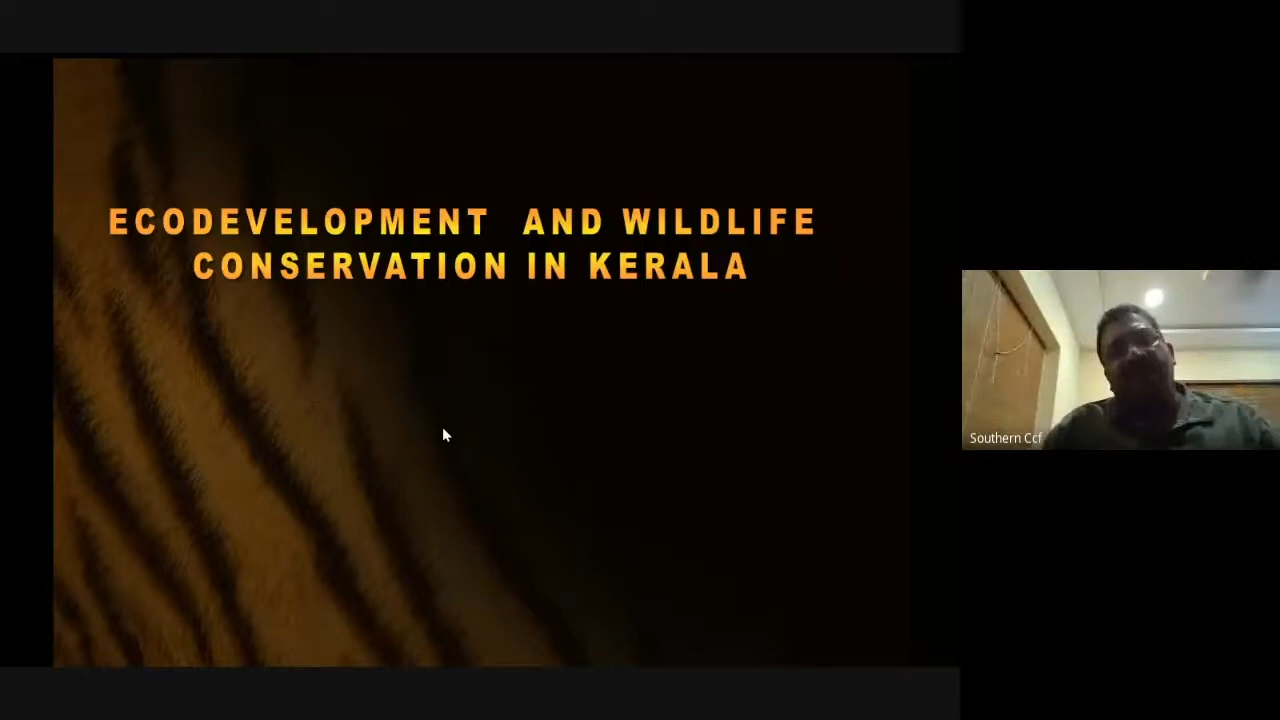 ECODEVELOPMENT AND WILDLIFE
CONSERVATION IN KERALA
Southern Ccf